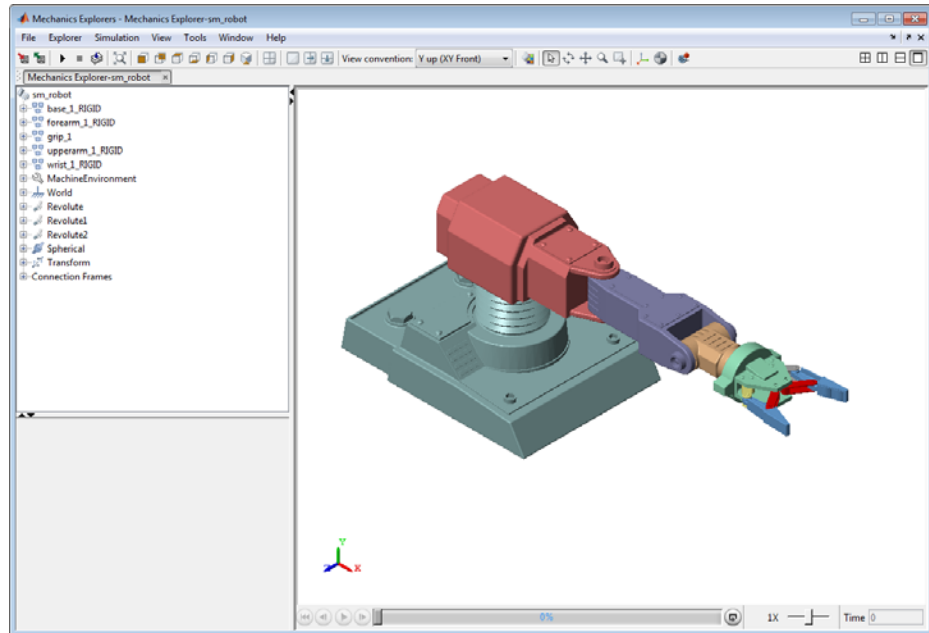 Mechanics Explorers - Mechanics Explorer-sm_robot
File Explorer Simulation View Tools Window Help
View convention: Y up (XY Front)
Mechanics Explorer-sm_robot
sm_robot
base_1_RIGID
forearm_1_RIGID
grip_1
upperarm_1_RIGID
wrist_1_RIGID
MachineEnvironment
World
Revolute
Revolute1
Revolute2
Spherical
Transform
Connection Frames
Y
Z X
0% 1X Time 0